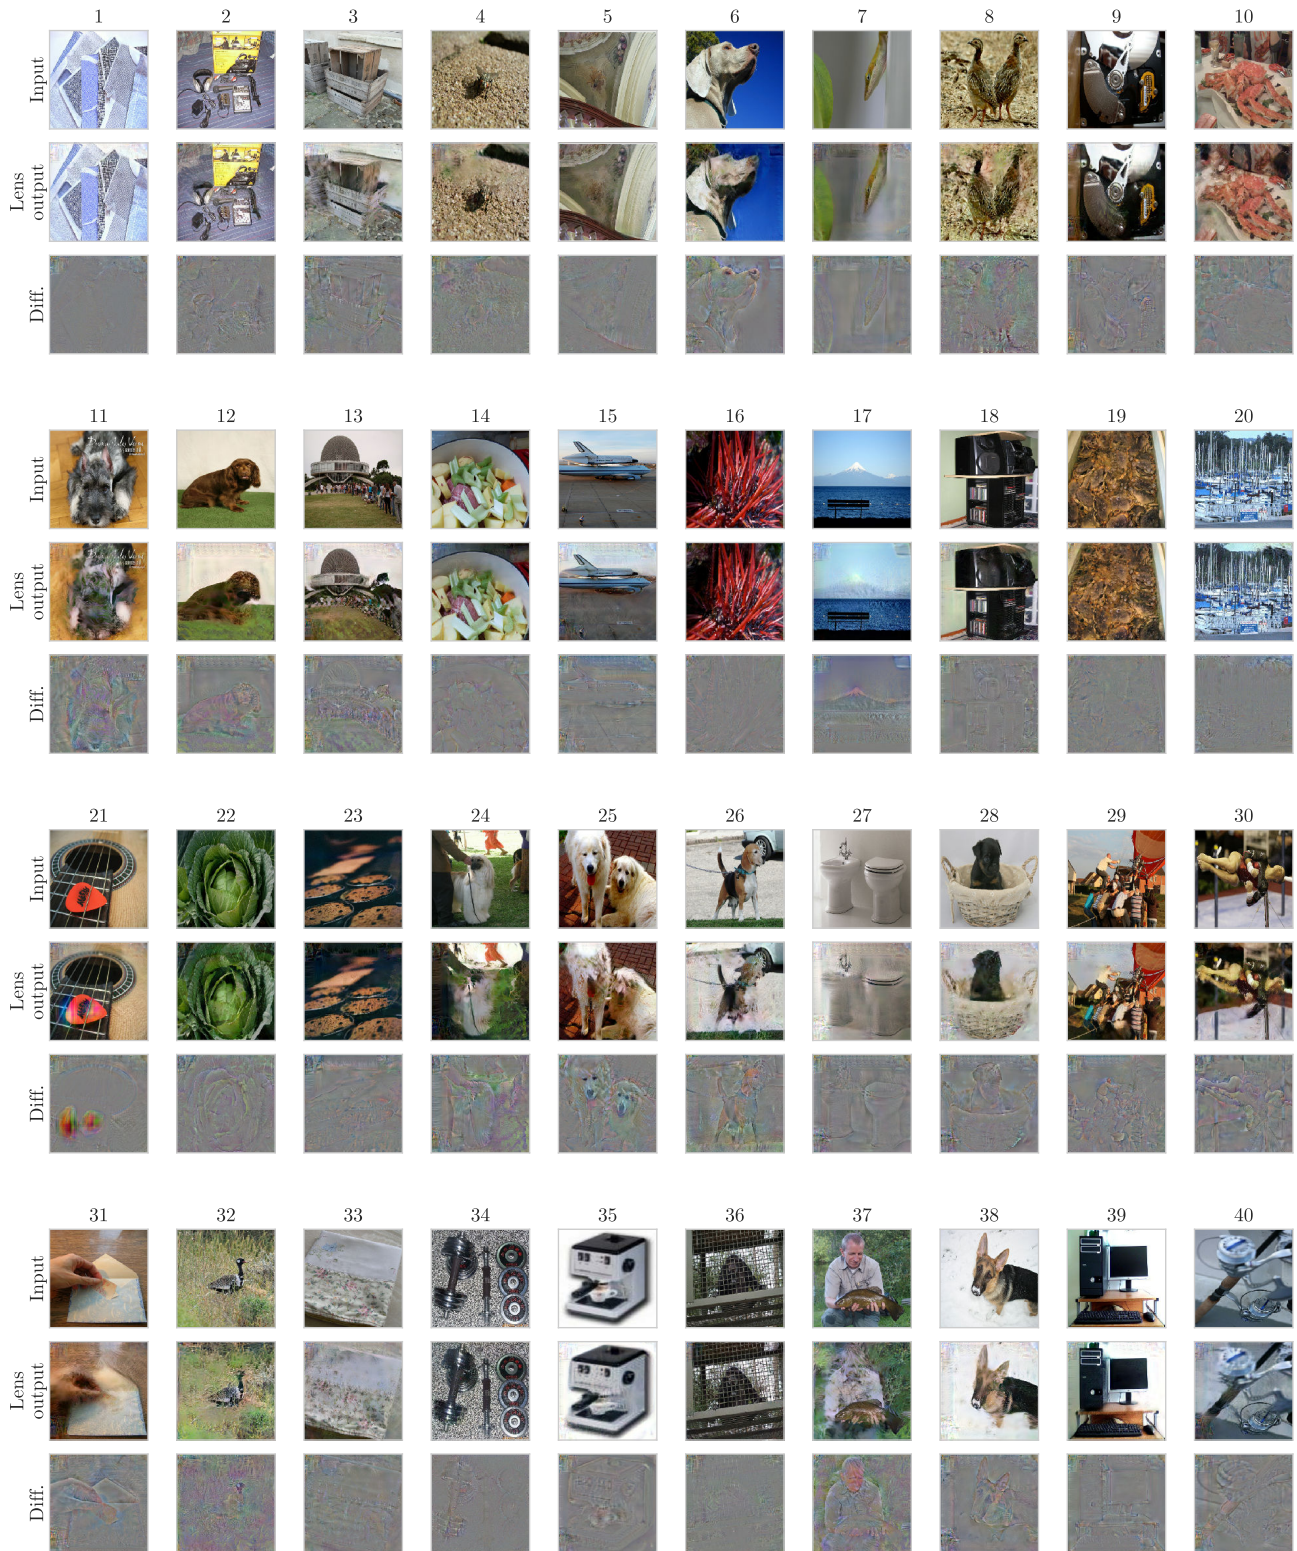 1 2 3 4 5 6 7 8 9 10
Input
Lens
output
Diff.
11 12 13 14 15 16 17 18 19 20
Input
Lens
output
Diff.
21 22 23 24 25 26 27 28 29 30
Input
Lens
output
Diff.
31 32 33 34 35 36 37 38 39 40
Input
Lens
output
Diff.